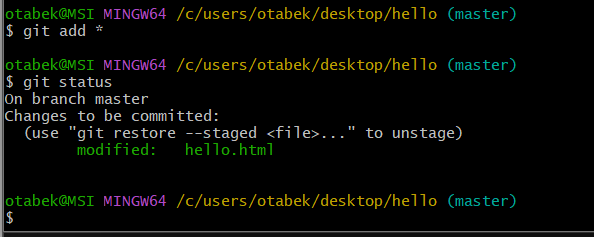 otabek@MSI MINGW64 /c/users/otabek/desktop/hello (master)
$ git add *
otabek@MSI MINGW64 /c/users/otabek/desktop/hello (master)
$ git status
On branch master
Changes to be committed:
  (use "git restore --staged <file>..." to unstage)
        modified:   hello.html
otabek@MSI MINGW64 /c/users/otabek/desktop/hello (master)
$